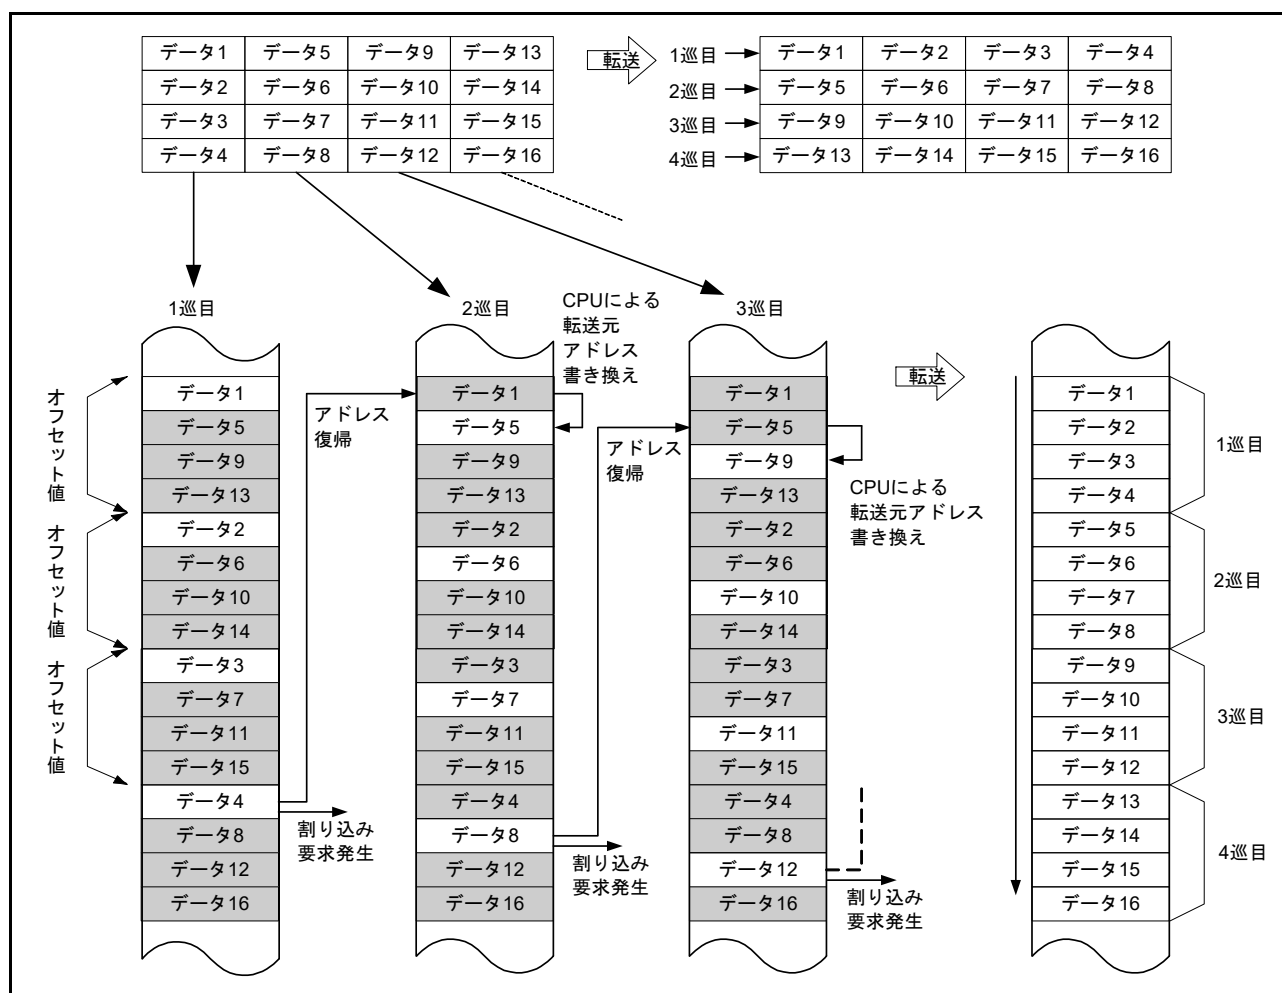 データ1 データ5 データ9 データ13
データ2 データ6 データ10 データ14
データ3 データ7 データ11 データ15
データ4 データ8 データ12 データ16
転送
1巡目 データ1 データ2 データ3 データ4
2巡目 データ5 データ6 データ7 データ8
3巡目 データ9 データ10 データ11 データ12
4巡目 データ13 データ14 データ15 データ16
1巡目
オフセット値
オフセット値
オフセット値
データ1
データ5
データ9
データ13
データ2
データ6
データ10
データ14
データ3
データ7
データ11
データ15
データ4
データ8
データ12
データ16
アドレス
復帰
割り込み
要求発生
2巡目
CPUによる
転送元
アドレス
書き換え
データ1
データ5
データ9
データ13
データ2
データ6
データ10
データ14
データ3
データ7
データ11
データ15
データ4
データ8
データ12
データ16
アドレス
復帰
割り込み
要求発生
3巡目
データ1
データ5
データ9
データ13
データ2
データ6
データ10
データ14
データ3
データ7
データ11
データ15
データ4
データ8
データ12
データ16
CPUによる
転送元アドレス
書き換え
割り込み
要求発生
転送
データ1
データ2
データ3
データ4
データ5
データ6
データ7
データ8
データ9
データ10
データ11
データ12
データ13
データ14
データ15
データ16
1巡目
2巡目
3巡目
4巡目